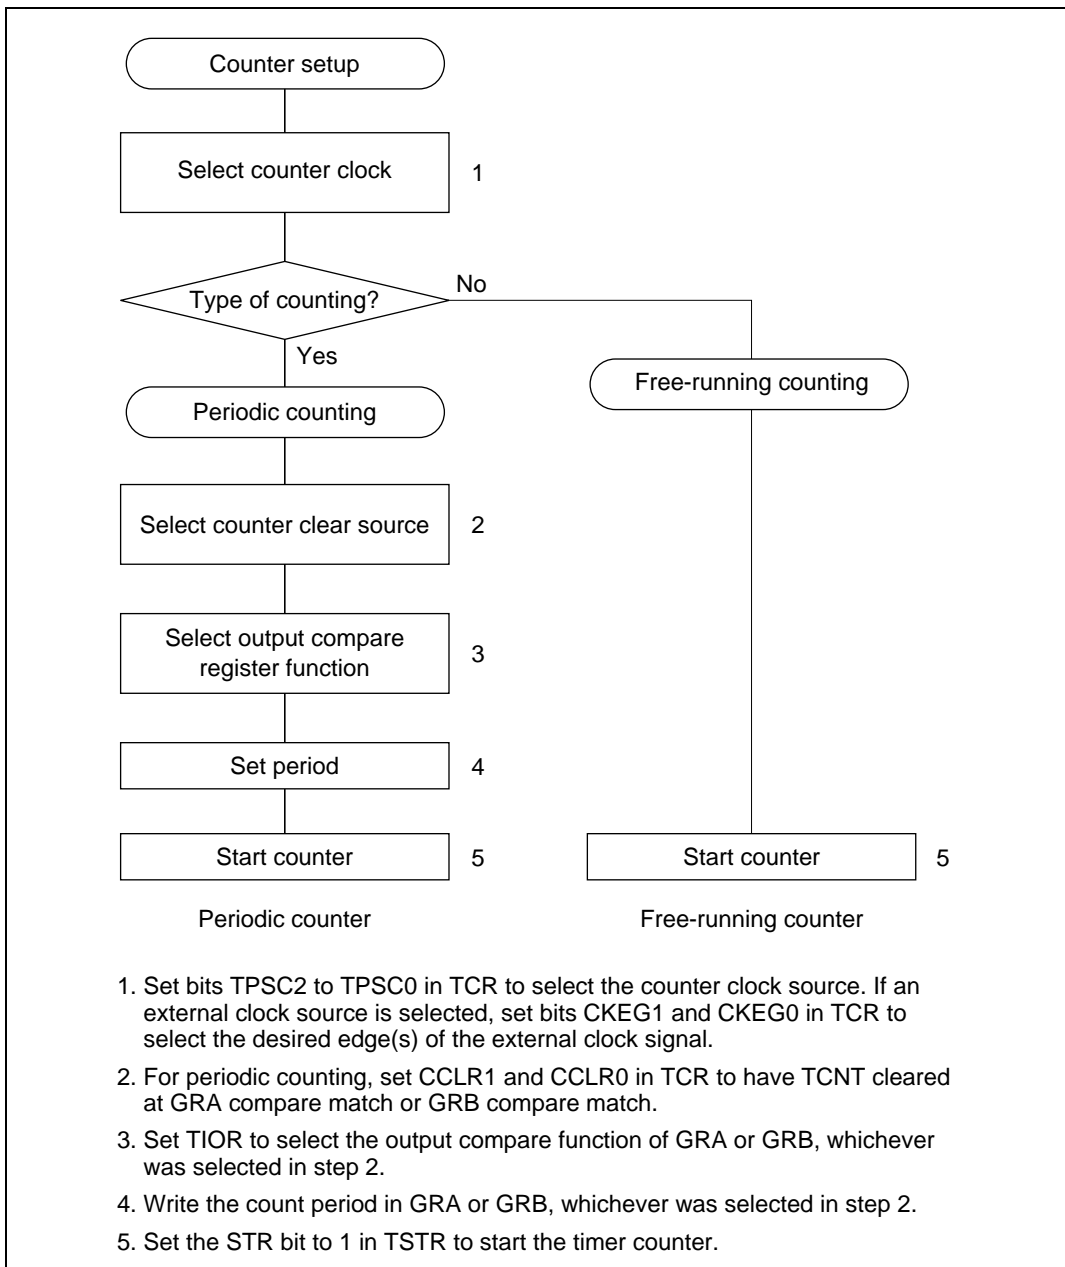 Counter setup
Select counter clock 1
Type of counting?
No
Yes
Free-running counting
Periodic counting
Select counter clear source 2
Select output compare
register function
3
Set period 4
Start counter 5
Start counter 5
Periodic counter
Free-running counter
1. Set bits TPSC2 to TPSC0 in TCR to select the counter clock source. If an
external clock source is selected, set bits CKEG1 and CKEG0 in TCR to
select the desired edge(s) of the external clock signal.
2. For periodic counting, set CCLR1 and CCLR0 in TCR to have TCNT cleared
at GRA compare match or GRB compare match.
3. Set TIOR to select the output compare function of GRA or GRB, whichever
was selected in step 2.
4. Write the count period in GRA or GRB, whichever was selected in step 2.
5. Set the STR bit to 1 in TSTR to start the timer counter.